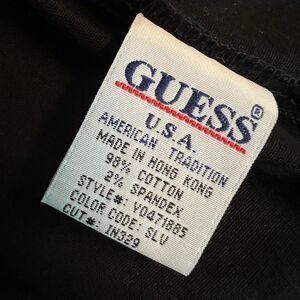 GUESS®
U.S.A.
AMERICAN TRADITION
MADE IN HONG KONG
98% COTTON
2% SPANDEX
STYLE#: Y0471885
COLOR CODE: SLV
CUT#: IN329